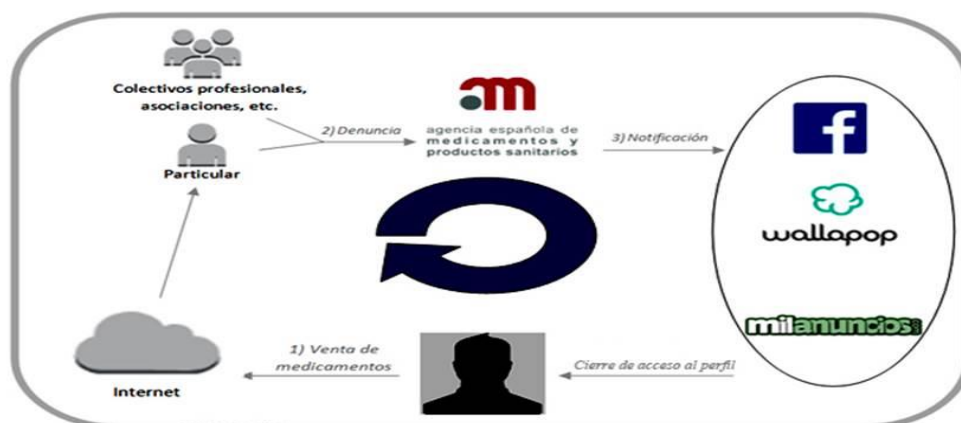 Colectivos profesionales,
asociaciones, etc.
Particular
2) Denuncia
agencia española de
medicamentos y
productos sanitarios
3) Notificación
wallapop
milanuncios
1) Venta de
medicamentos
Cierre de acceso al perfil
Internet